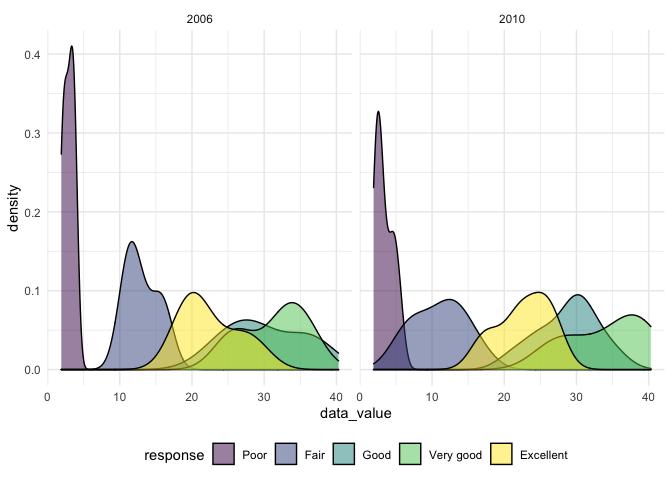 2006 2010
density
0.4
0.3
0.2
0.1
0.0
0 10 20 30 40 0 10 20 30 40
data_value
response Poor Fair Good Very good Excellent